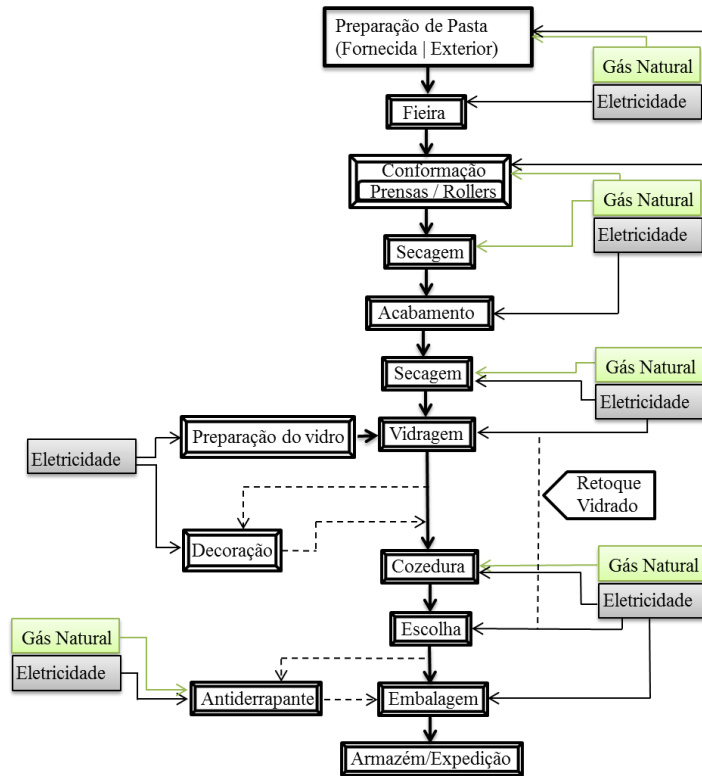 Preparação de Pasta
(Fornecida | Exterior)
Gás Natural
Eletricidade
Fieira
Conformação
Prensas / Rollers
Gás Natural
Eletricidade
Secagem
Acabamento
Secagem
Gás Natural
Eletricidade
Preparação do vidro
Vidragem
Eletricidade
Retoque
Vidrado
Decoração
Cozedura
Gás Natural
Eletricidade
Escolha
Gás Natural
Eletricidade
Antiderrapante
Embalagem
Armazém/Expedição